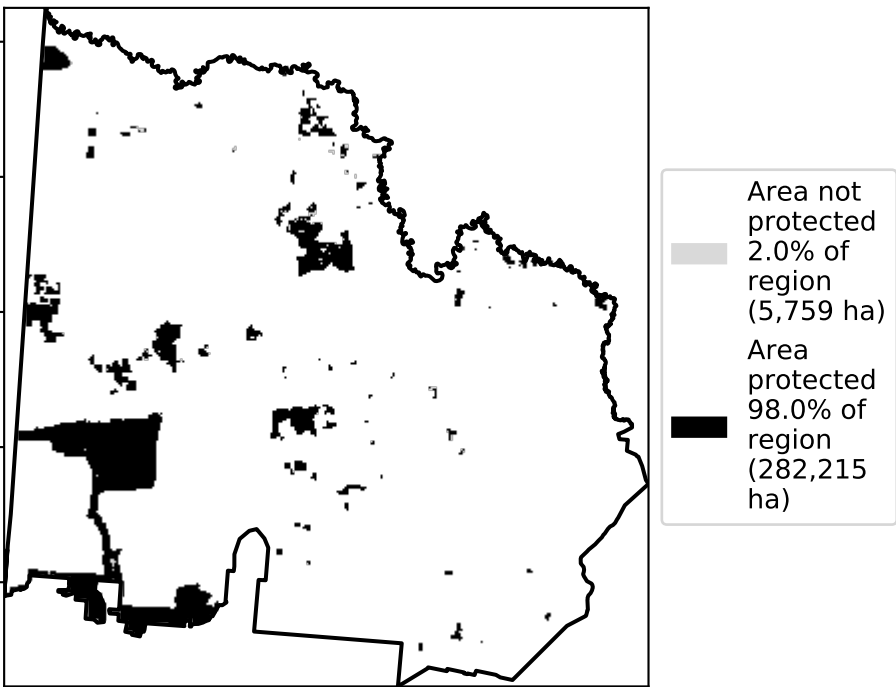 Area not
protected
2.0% of
region
(5,759 ha)
Area
protected
98.0% of
region
(282,215
ha)